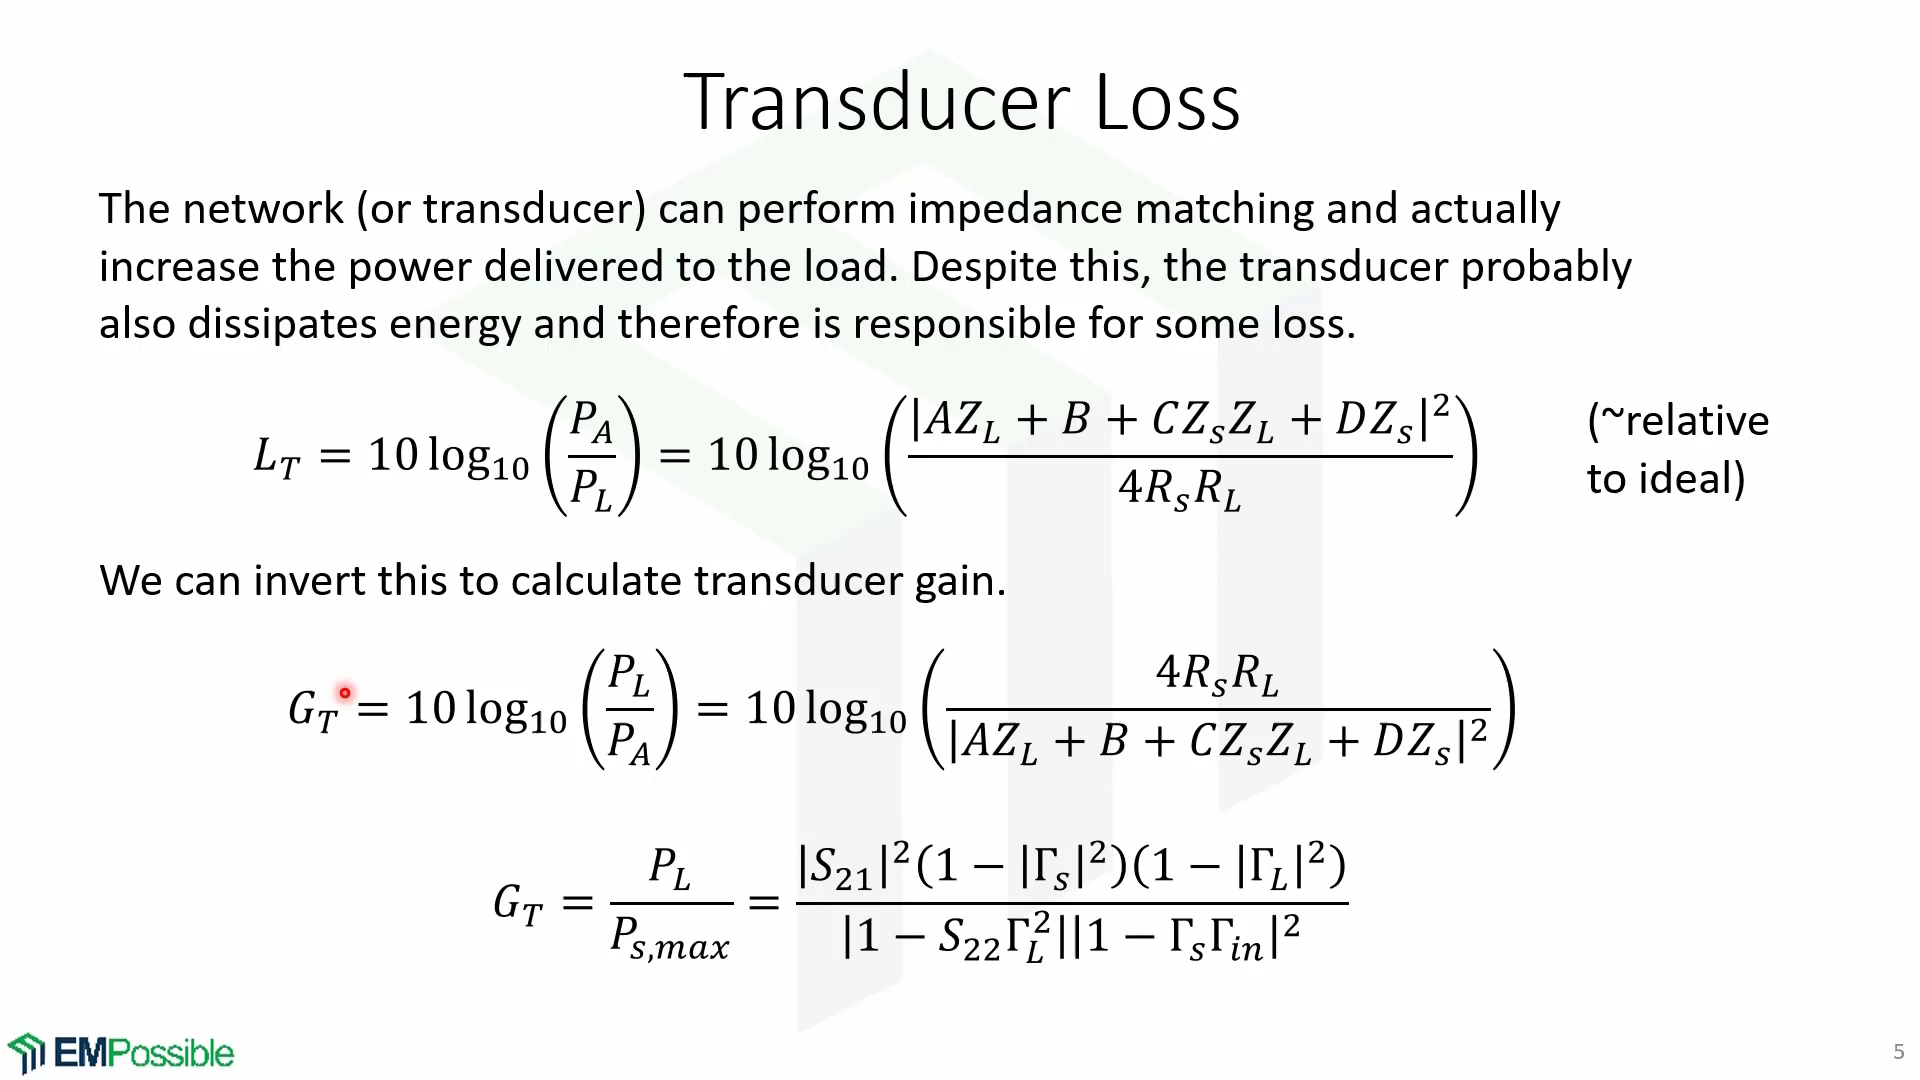 Transducer Loss
The network (or transducer) can perform impedance matching and actually
increase the power delivered to the load. Despite this, the transducer probably
also dissipates energy and therefore is responsible for some loss.
L_T = 10 log_10 (P_A / P_L) = 10 log_10 (|AZ_L + B + CZ_sZ_L + DZ_s|^2 / 4R_sR_L) (~relative
to ideal)
We can invert this to calculate transducer gain.
G_T = 10 log_10 (P_L / P_A) = 10 log_10 (4R_sR_L / |AZ_L + B + CZ_sZ_L + DZ_s|^2)
G_T = P_L / P_{s,max} = |S_21|^2(1 − |Γ_s|^2)(1 − |Γ_L|^2) / |1 − S_22Γ_L^2||1 − Γ_sΓ_in|^2
EMPossible
5